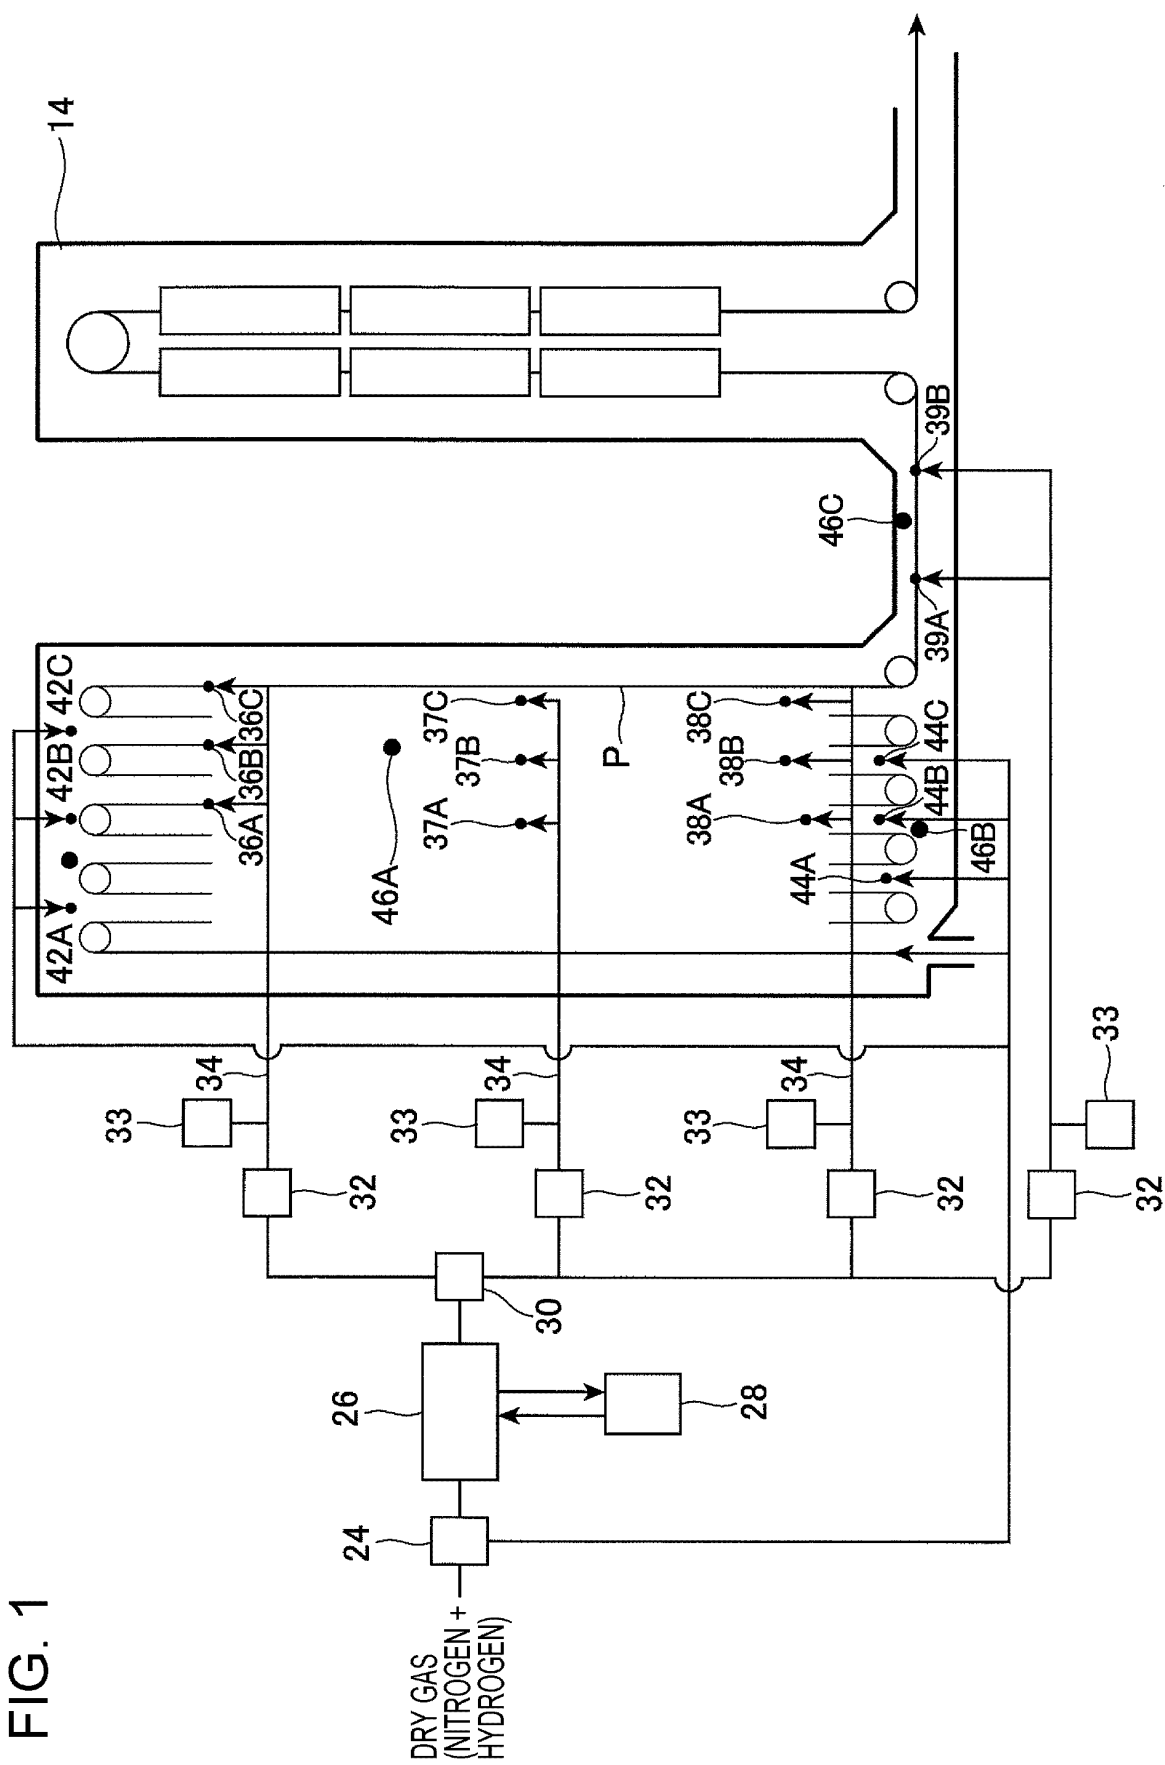 FIG. 1
DRY GAS
(NITROGEN +
HYDROGEN)
24
26
28
30
32
32
32
32
33
33
33
33
34
34
34
42A
42B
42C
36A
36B
36C
46A
37A
37B
37C
P
38A
38B
38C
44A
44B
44C
46B
39A
46C
39B
14